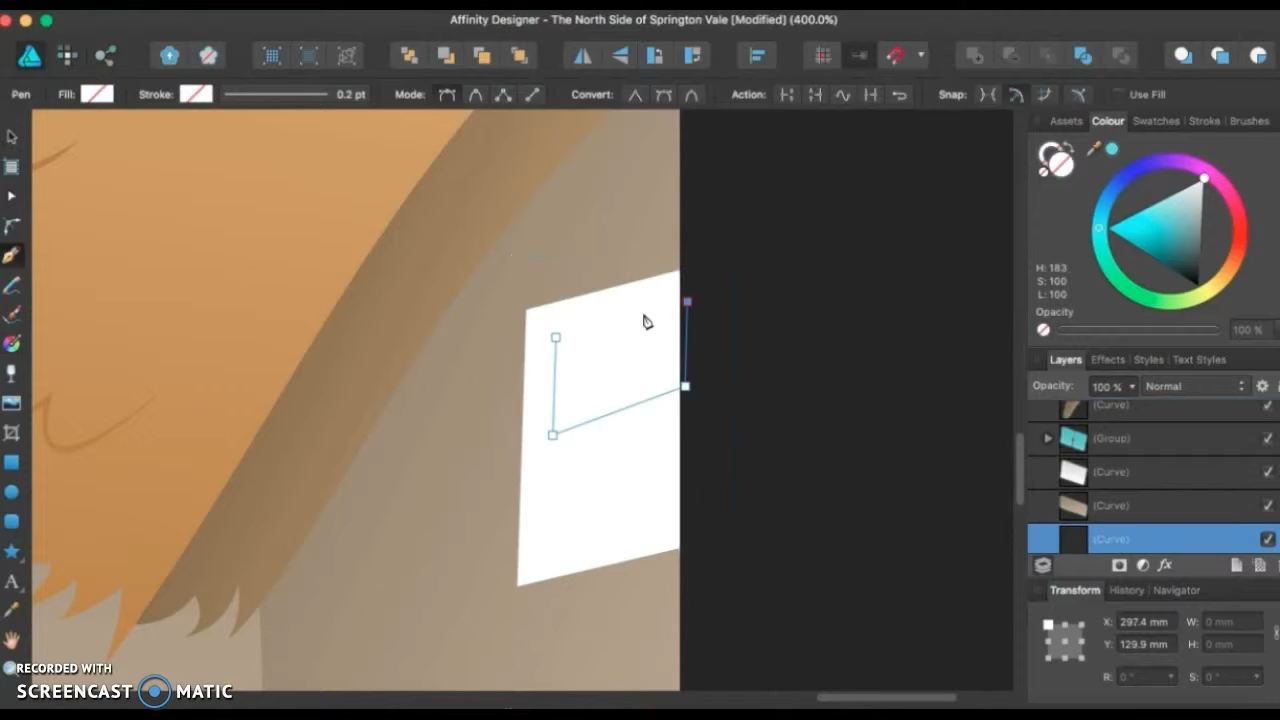 Affinity Designer - The North Side of Springton Vale [Modified] (400.0%)
Pen Fill: Stroke: 0.2 pt Mode: Convert: Action: Snap: Use Fill
Assets Colour Swatches Stroke Brushes
H: 183
S: 100
L: 100
Opacity
100 %
Layers Effects Styles Text Styles
Opacity: 100 % Normal
(Curve)
(Group)
(Curve)
(Curve)
(Curve)
Transform History Navigator
X: 297.4 mm W: 0 mm
Y: 129.9 mm H: 0 mm
R: 0 ° S: 0 °
RECORDED WITH
SCREENCAST MATIC